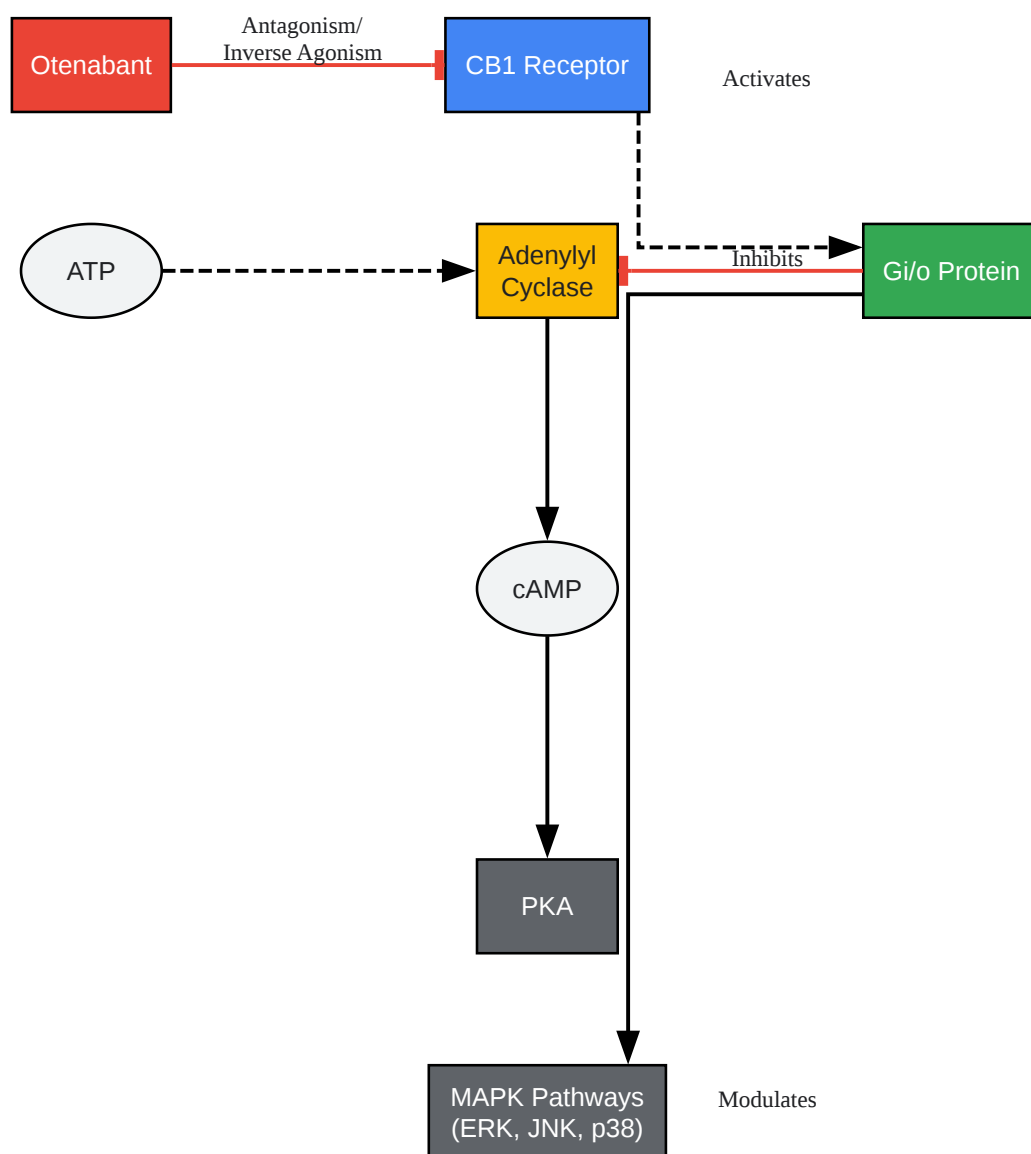 Antagonism/
Inverse Agonism
Otenabant
CB1 Receptor
Activates
ATP
Adenylyl
Cyclase
Inhibits
Gi/o Protein
cAMP
PKA
MAPK Pathways
(ERK, JNK, p38)
Modulates